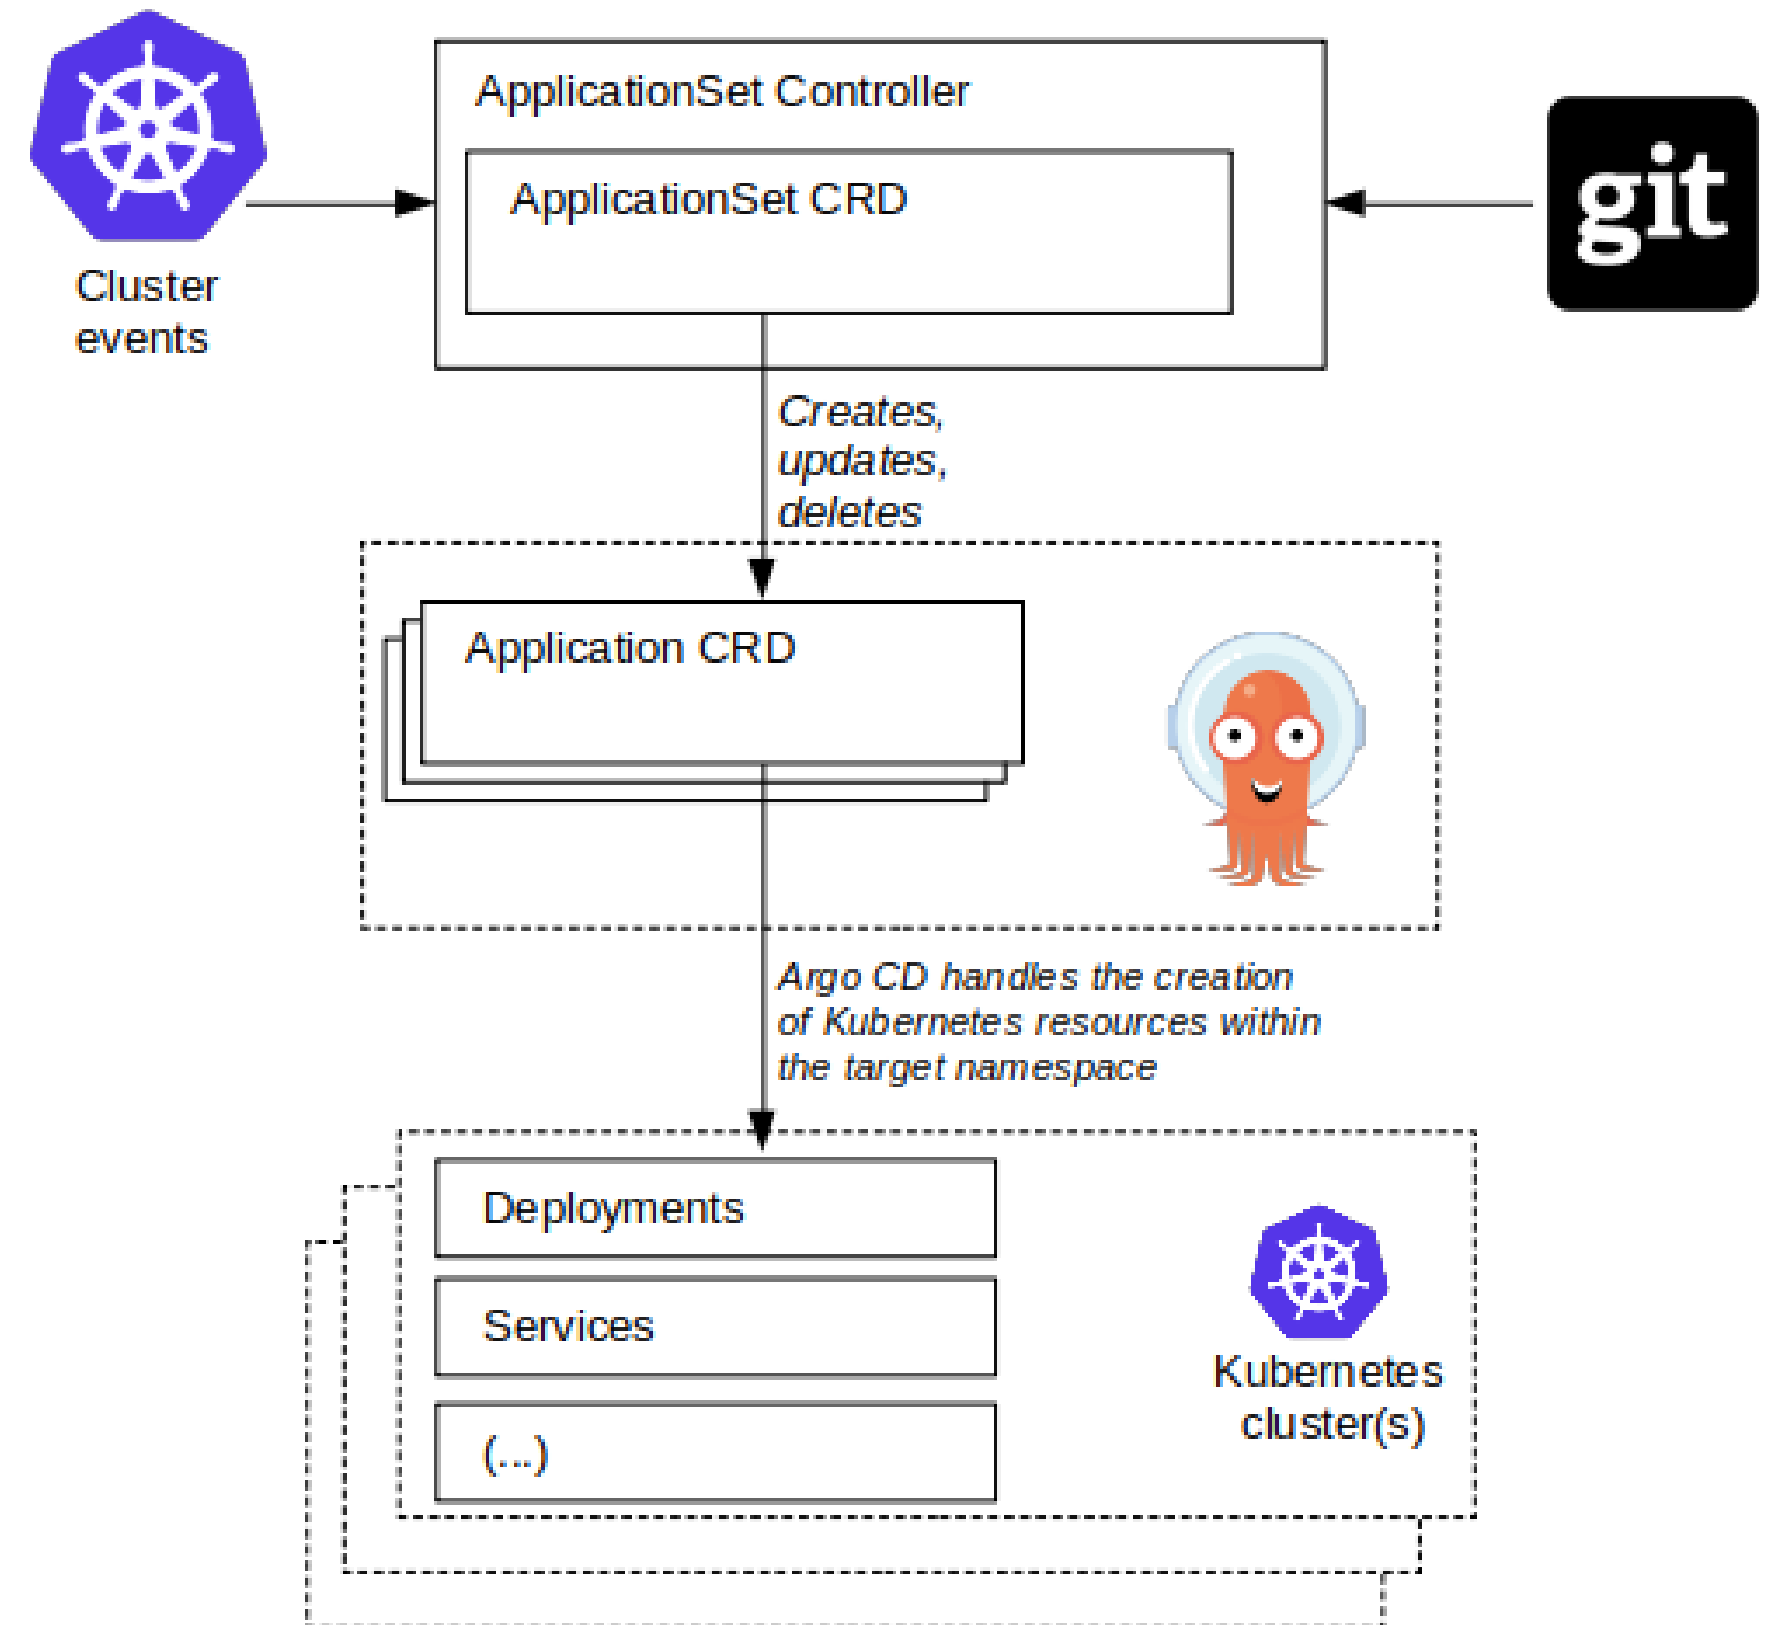 ApplicationSet Controller
ApplicationSet CRD
git
Cluster
events
Creates,
updates,
deletes
Application CRD
Argo CD handles the creation
of Kubernetes resources within
the target namespace
Deployments
Services
(...)
Kubernetes
cluster(s)